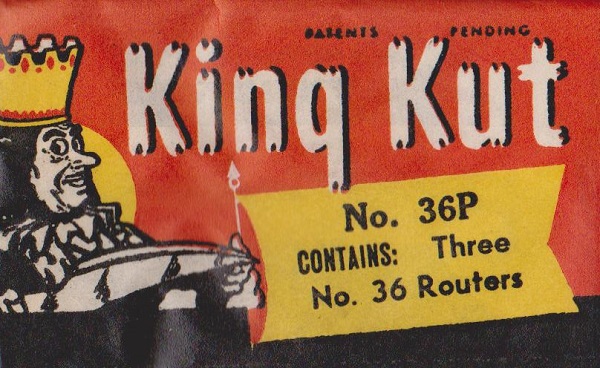 PATENTS PENDING
King Kut
No. 36P
CONTAINS: Three
No. 36 Routers